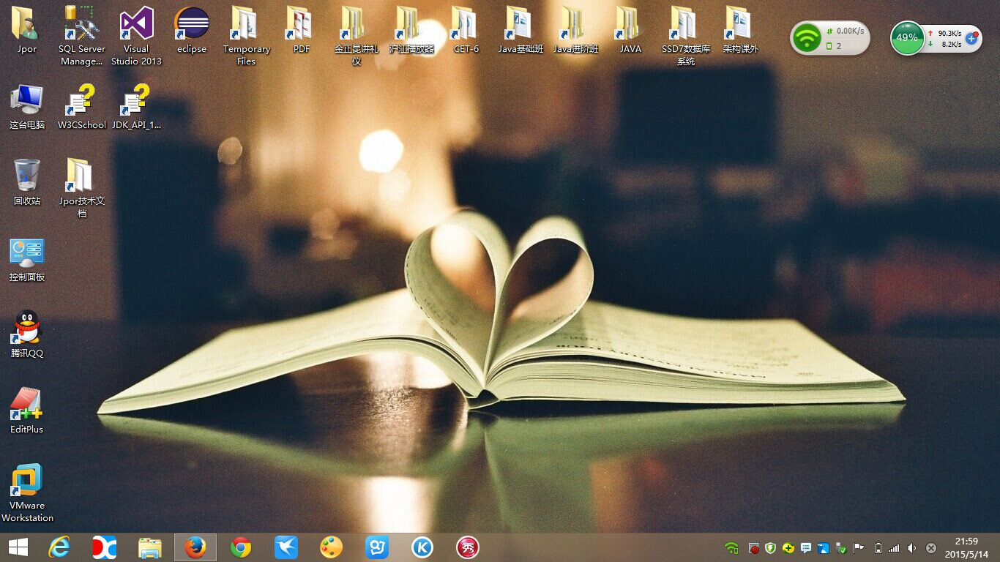 Jpor
SQL Server
Manage...
Visual
Studio 2013
eclipse
Temporary
Files
PDF
金正昆讲礼
仪
沪江播放器
CET-6
Java基础班
Java进阶班
JAVA
SSD7数据库
系统
架构课外
0.00K/s
2
49%
90.3K/s
8.2K/s
这台电脑
W3CSchool
JDK_API_1...
回收站
Jpor技术文
档
控制面板
腾讯QQ
EditPlus
VMware
Workstation
秀
21:59
2015/5/14